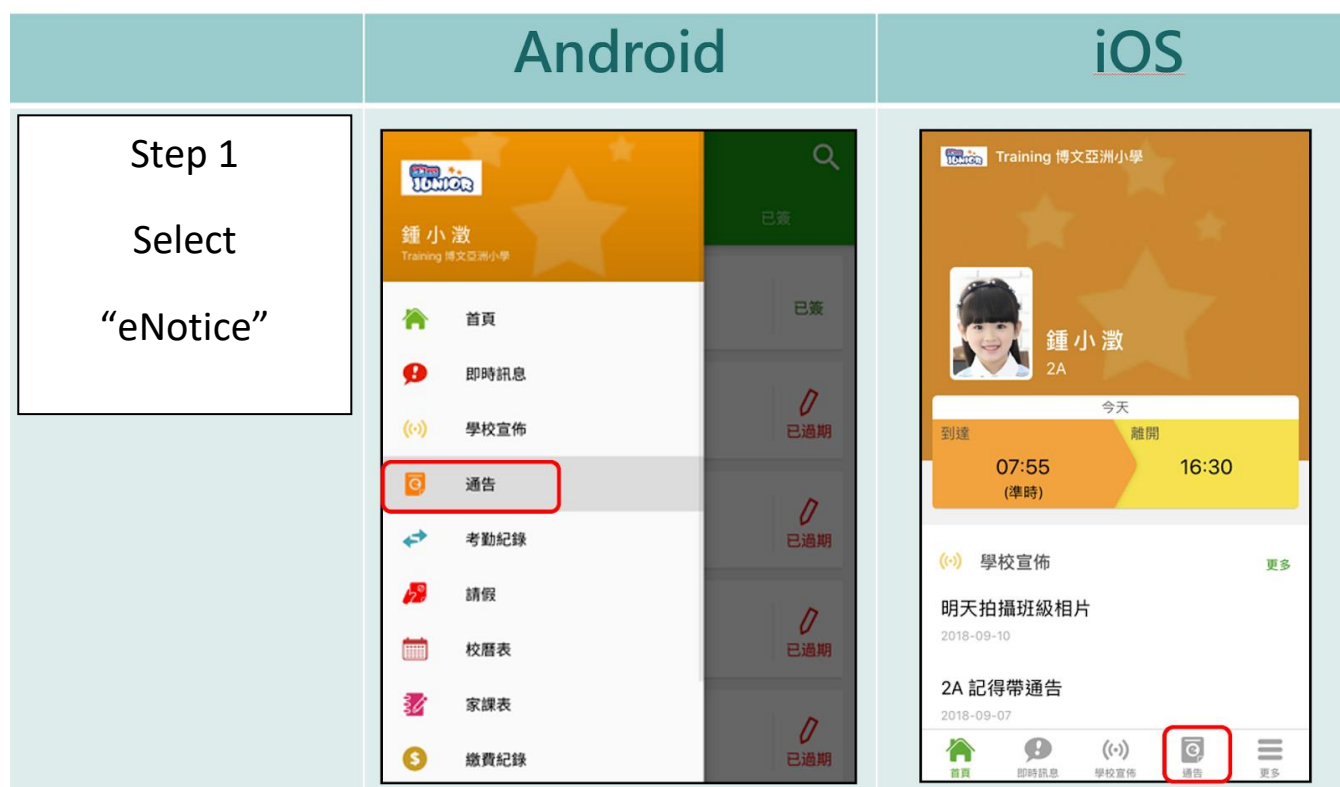 Android
iOS
Step 1
Select
“eNotice”
JUNIOR
鍾小澂
Training 博文亞洲小學
首頁
即時訊息
學校宣佈
通告
考勤紀錄
請假
校曆表
家課表
繳費紀錄
已簽
已簽
已過期
已過期
已過期
已過期
JUNIOR
Training 博文亞洲小學
鍾小澂
2A
今天
到達
離開
07:55
16:30
(準時)
學校宣佈
更多
明天拍攝班級相片
2018-09-10
2A 記得帶通告
2018-09-07
首頁
即時訊息
學校宣佈
通告
更多